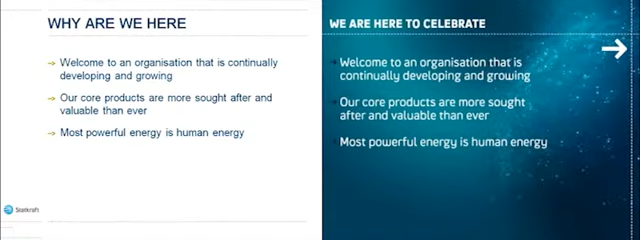 WHY ARE WE HERE
Welcome to an organisation that is continually
developing and growing
Our core products are more sought after and
valuable than ever
Most powerful energy is human energy
Statkraft
WE ARE HERE TO CELEBRATE
Welcome to an organisation that is
continually developing and growing
Our core products are more sought
after and valuable than ever
Most powerful energy is human energy